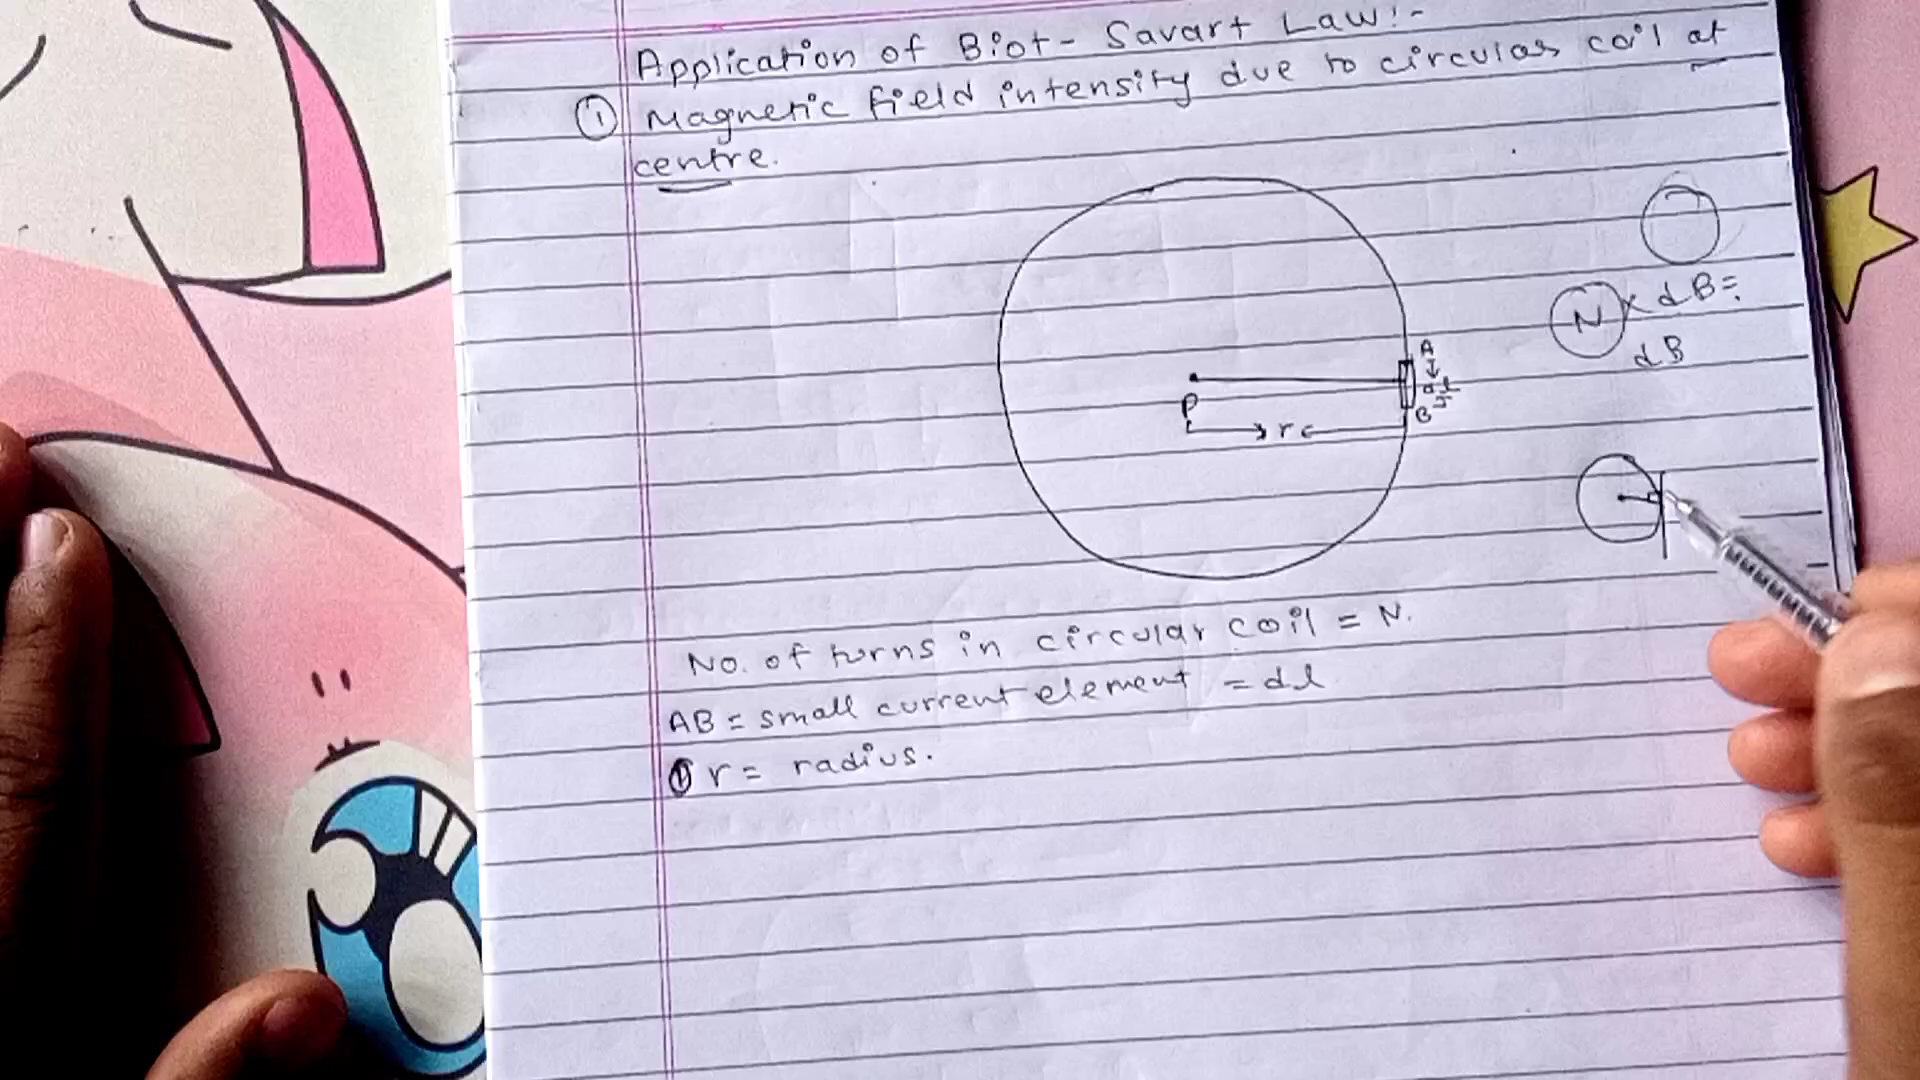 Application of Biot-Savart Law:-
① Magnetic field intensity due to circular coil at
centre.
N × dB =
dB
A
dl
B
P
r
No. of turns in circular coil = N.
AB = small current element = dl
r = radius.